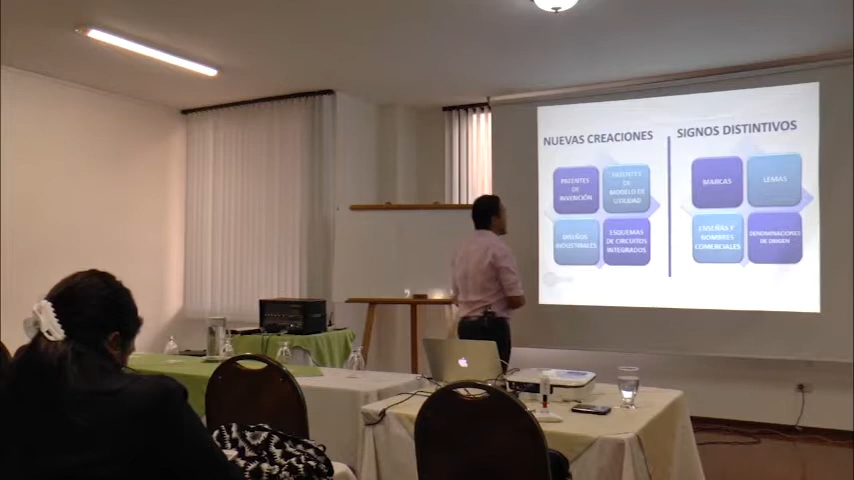 NUEVAS CREACIONES
PATENTES
DE
INVENCIÓN
PATENTES
DE
MODELO DE
UTILIDAD
DISEÑOS
INDUSTRIALES
ESQUEMAS
DE CIRCUITOS
INTEGRADOS
SIGNOS DISTINTIVOS
MARCAS
LEMAS
ENSEÑAS Y
NOMBRES
COMERCIALES
DENOMINACIONES
DE ORIGEN